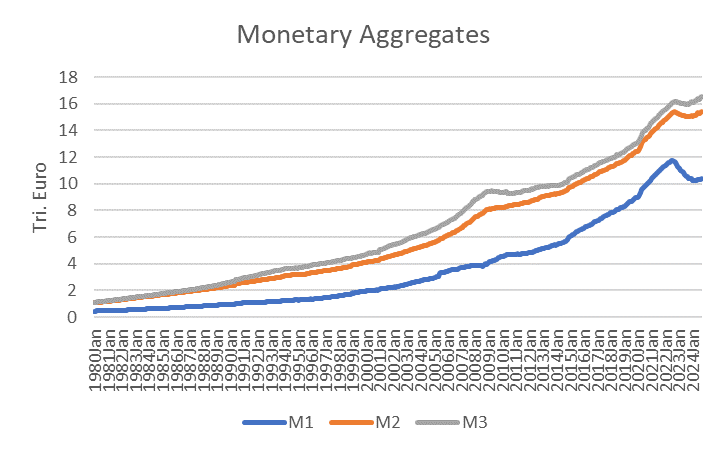 Monetary Aggregates
Tri. Euro
18
16
14
12
10
8
6
4
2
0
1980Jan
1981Jan
1982Jan
1983Jan
1984Jan
1985Jan
1986Jan
1987Jan
1988Jan
1989Jan
1990Jan
1991Jan
1992Jan
1993Jan
1994Jan
1995Jan
1996Jan
1997Jan
1998Jan
1999Jan
2000Jan
2001Jan
2002Jan
2003Jan
2004Jan
2005Jan
2006Jan
2007Jan
2008Jan
2009Jan
2010Jan
2011Jan
2012Jan
2013Jan
2014Jan
2015Jan
2016Jan
2017Jan
2018Jan
2019Jan
2020Jan
2021Jan
2022Jan
2023Jan
2024Jan
M1 M2 M3